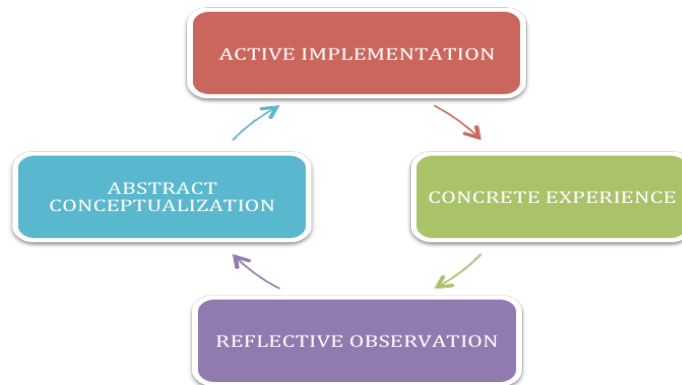 ACTIVE IMPLEMENTATION
ABSTRACT
CONCEPTUALIZATION
CONCRETE EXPERIENCE
REFLECTIVE OBSERVATION